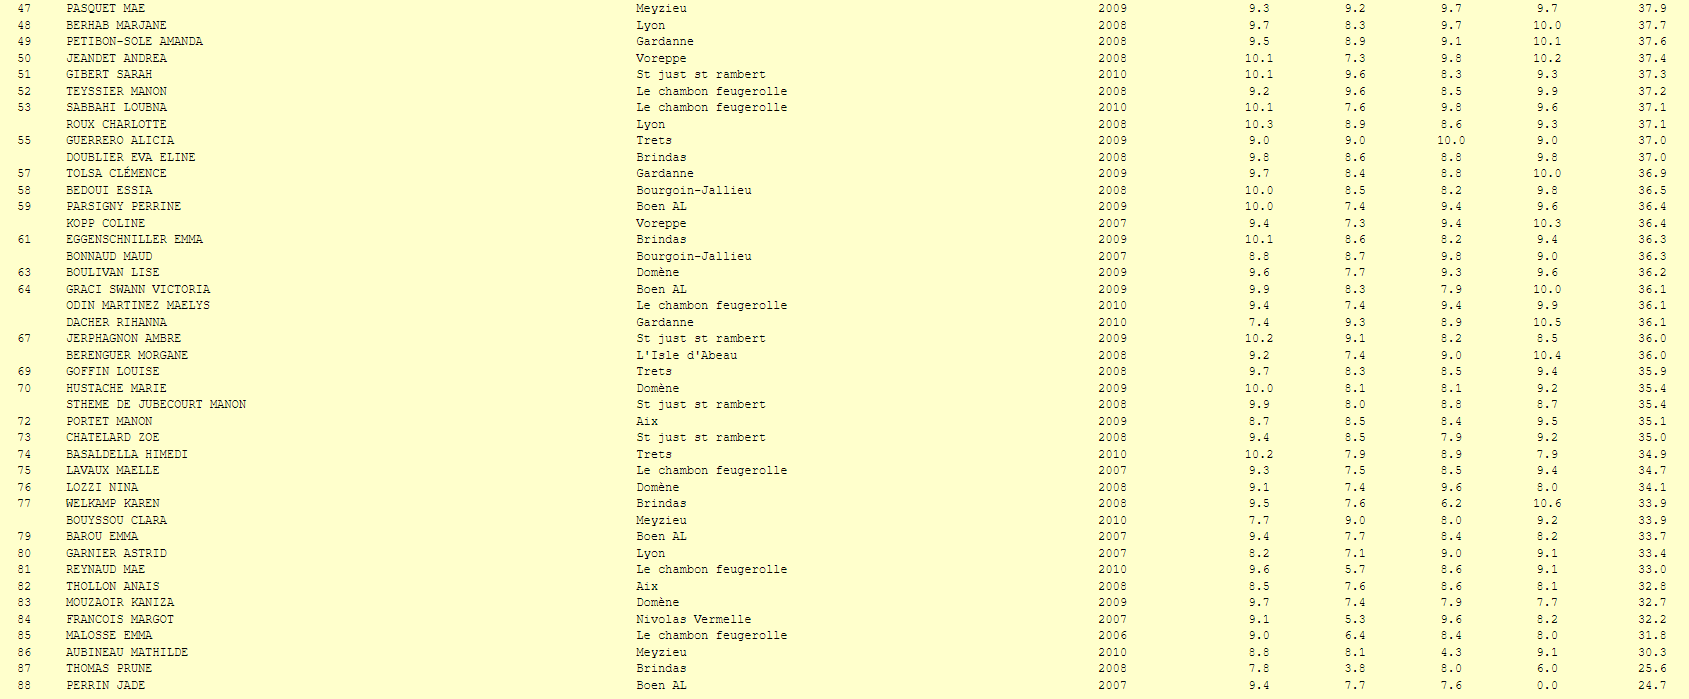 47 PASQUET MAE Meyzieu 2009 9.3 9.2 9.7 9.7 37.9
48 BERHAB MARJANE Lyon 2008 9.7 8.3 9.7 10.0 37.7
49 PETIBON-SOLE AMANDA Gardanne 2008 9.5 8.9 9.1 10.1 37.6
50 JEANDET ANDREA Voreppe 2008 10.1 7.3 9.8 10.2 37.4
51 GIBERT SARAH St just st rambert 2010 10.1 9.6 8.3 9.3 37.3
52 TEYSSIER MANON Le chambon feugerolle 2008 9.2 9.6 8.5 9.9 37.2
53 SABBAHI LOUBNA Le chambon feugerolle 2010 10.1 7.6 9.8 9.6 37.1
ROUX CHARLOTTE Lyon 2008 10.3 8.9 8.6 9.3 37.1
55 GUERRERO ALICIA Trets 2009 9.0 9.0 10.0 9.0 37.0
DOUBLIER EVA ELINE Brindas 2008 9.8 8.6 8.8 9.8 37.0
57 TOLSA CLÉMENCE Gardanne 2009 9.7 8.4 8.8 10.0 36.9
58 BEDOUI ESSIA Bourgoin-Jallieu 2008 10.0 8.5 8.2 9.8 36.5
59 PARSIGNY PERRINE Boen AL 2009 10.0 7.4 9.4 9.6 36.4
KOPP COLINE Voreppe 2007 9.4 7.3 9.4 10.3 36.4
61 EGGENSCHNILLER EMMA Brindas 2009 10.1 8.6 8.2 9.4 36.3
BONNAUD MAUD Bourgoin-Jallieu 2007 8.8 8.7 9.8 9.0 36.3
63 BOULIVAN LISE Domène 2009 9.6 7.7 9.3 9.6 36.2
64 GRACI SWANN VICTORIA Boen AL 2009 9.9 8.3 7.9 10.0 36.1
ODIN MARTINEZ MAELYS Le chambon feugerolle 2010 9.4 7.4 9.4 9.9 36.1
DACHER RIHANNA Gardanne 2010 7.4 9.3 8.9 10.5 36.1
67 JERPHAGNON AMBRE St just st rambert 2009 10.2 9.1 8.2 8.5 36.0
BERENGUER MORGANE L'Isle d'Abeau 2008 9.2 7.4 9.0 10.4 36.0
69 GOFFIN LOUISE Trets 2008 9.7 8.3 8.5 9.4 35.9
70 HUSTACHE MARIE Domène 2009 10.0 8.1 8.1 9.2 35.4
STHEME DE JUBECOURT MANON St just st rambert 2008 9.9 8.0 8.8 8.7 35.4
72 PORTET MANON Aix 2009 8.7 8.5 8.4 9.5 35.1
73 CHATELARD ZOE St just st rambert 2008 9.4 8.5 7.9 9.2 35.0
74 BASALDELLA HIMEDI Trets 2010 10.2 7.9 8.9 7.9 34.9
75 LAVAUX MAELLE Le chambon feugerolle 2007 9.3 7.5 8.5 9.4 34.7
76 LOZZI NINA Domène 2008 9.1 7.4 9.6 8.0 34.1
77 WELKAMP KAREN Brindas 2008 9.5 7.6 6.2 10.6 33.9
BOUYSSOU CLARA Meyzieu 2010 7.7 9.0 8.0 9.2 33.9
79 BAROU EMMA Boen AL 2007 9.4 7.7 8.4 8.2 33.7
80 GARNIER ASTRID Lyon 2007 8.2 7.1 9.0 9.1 33.4
81 REYNAUD MAE Le chambon feugerolle 2010 9.6 5.7 8.6 9.1 33.0
82 THOLLON ANAIS Aix 2008 8.5 7.6 8.6 8.1 32.8
83 MOUZAOIR KANIZA Domène 2009 9.7 7.4 7.9 7.7 32.7
84 FRANCOIS MARGOT Nivolas Vermelle 2007 9.1 5.3 9.6 8.2 32.2
85 MALOSSE EMMA Le chambon feugerolle 2006 9.0 6.4 8.4 8.0 31.8
86 AUBINEAU MATHILDE Meyzieu 2010 8.8 8.1 4.3 9.1 30.3
87 THOMAS PRUNE Brindas 2008 7.8 3.8 8.0 6.0 25.6
88 PERRIN JADE Boen AL 2007 9.4 7.7 7.6 0.0 24.7